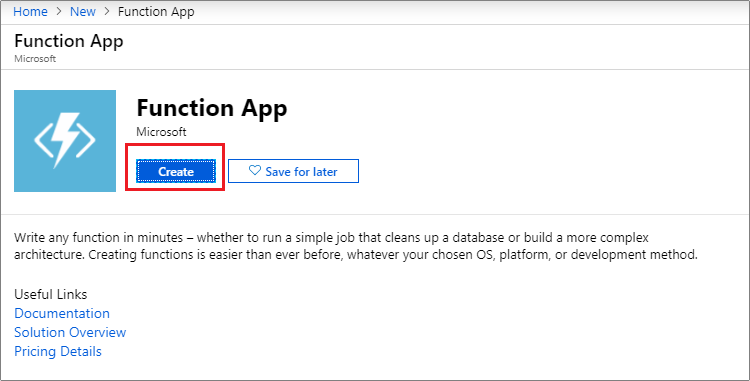 Home > New > Function App
Function App
Microsoft
Function App
Microsoft
Create
Save for later
Write any function in minutes – whether to run a simple job that cleans up a database or build a more complex
architecture. Creating functions is easier than ever before, whatever your chosen OS, platform, or development method.
Useful Links
Documentation
Solution Overview
Pricing Details